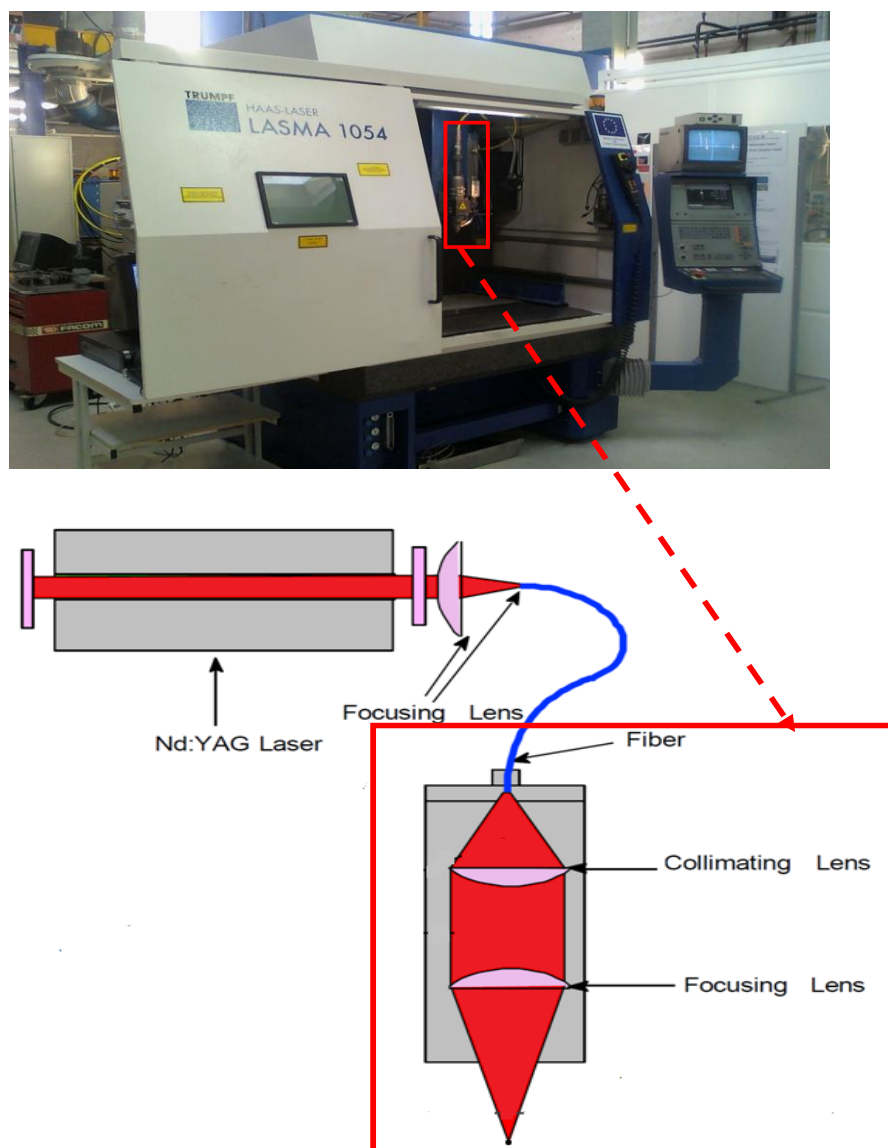 TRUMPF
HAAS-LASER
LASMA 1054
FACOM
Focusing Lens
Nd:YAG Laser
Fiber
Collimating Lens
Focusing Lens